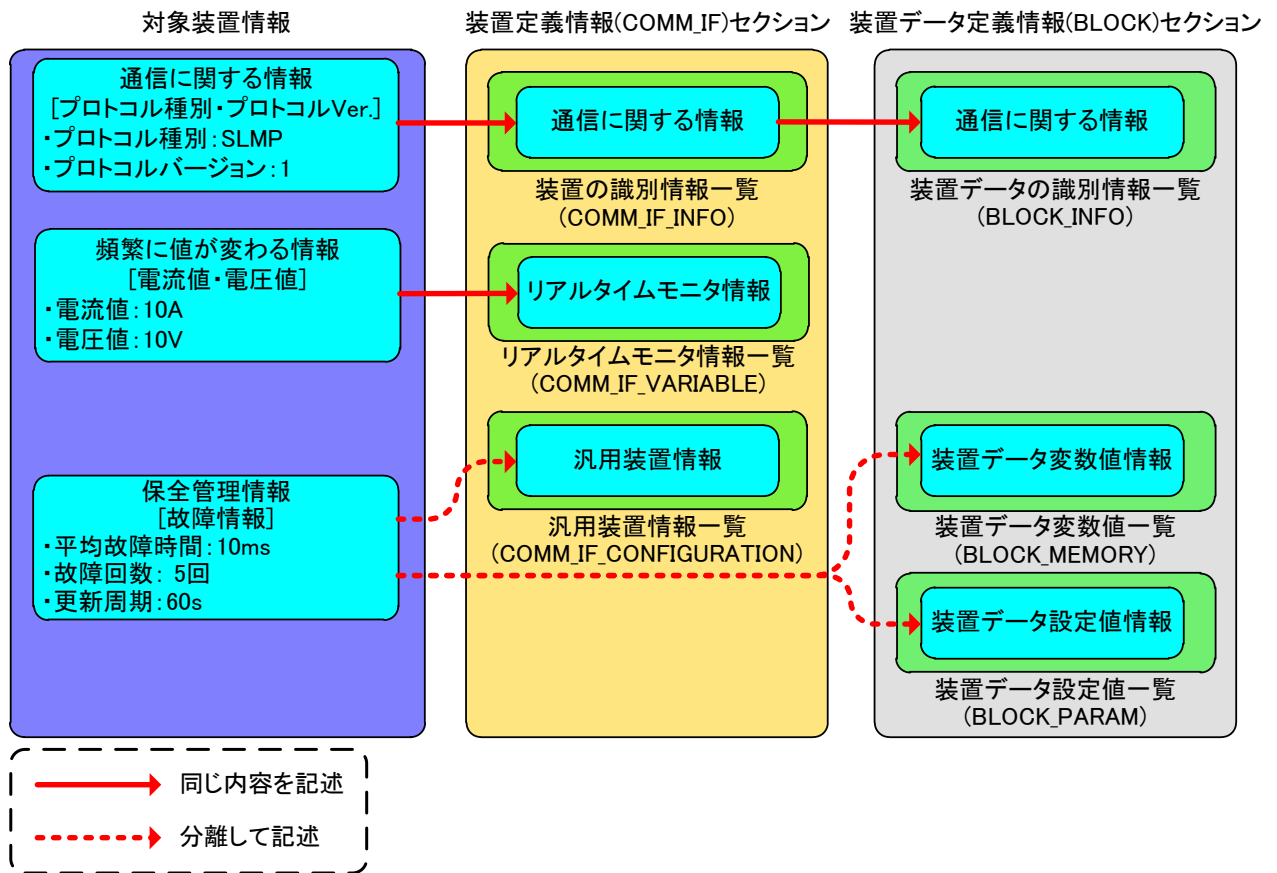 対象装置情報
装置定義情報(COMM_IF)セクション
装置データ定義情報(BLOCK)セクション
通信に関する情報
[プロトコル種別・プロトコルVer.]
・プロトコル種別:SLMP
・プロトコルバージョン:1
頻繁に値が変わる情報
[電流値・電圧値]
・電流値:10A
・電圧値:10V
保全管理情報
[故障情報]
・平均故障時間:10ms
・故障回数: 5回
・更新周期:60s
通信に関する情報
装置の識別情報一覧
(COMM_IF_INFO)
リアルタイムモニタ情報
リアルタイムモニタ情報一覧
(COMM_IF_VARIABLE)
汎用装置情報
汎用装置情報一覧
(COMM_IF_CONFIGURATION)
通信に関する情報
装置データの識別情報一覧
(BLOCK_INFO)
装置データ変数値情報
装置データ変数値一覧
(BLOCK_MEMORY)
装置データ設定値情報
装置データ設定値一覧
(BLOCK_PARAM)
同じ内容を記述
分離して記述